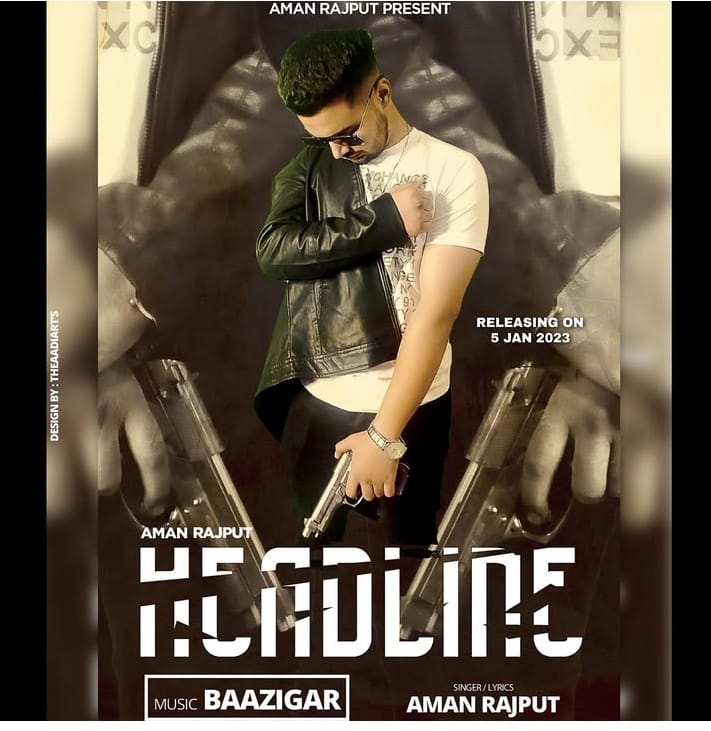 AMAN RAJPUT PRESENT
RELEASING ON
5 JAN 2023
DESIGN BY : THEAADIART'S
AMAN RAJPUT
HEADLINE
MUSIC BAAZIGAR
SINGER / LYRICS
AMAN RAJPUT